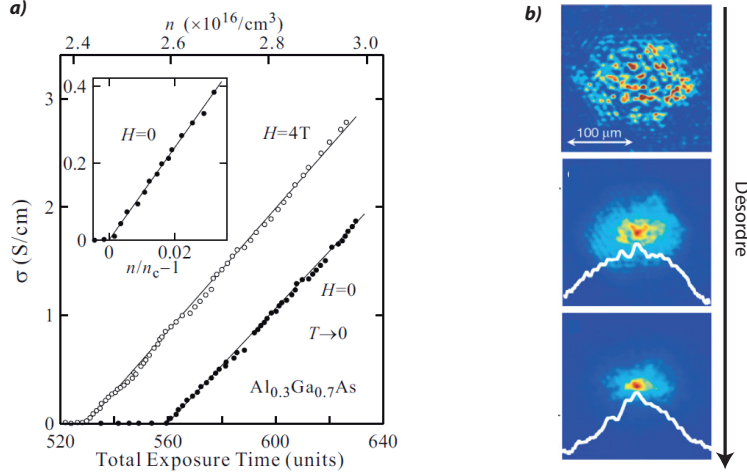 a)
n (×10¹⁶/cm³)
2.4 2.6 2.8 3.0
σ (S/cm)
3
2
1
0
0.4
0.2
0
H=0
0 0.02
n/n꜀−1
H=4T
H=0
T→0
Al₀.₃Ga₀.₇As
520 540 560 600 640
Total Exposure Time (units)
b)
100 μm
Désordre